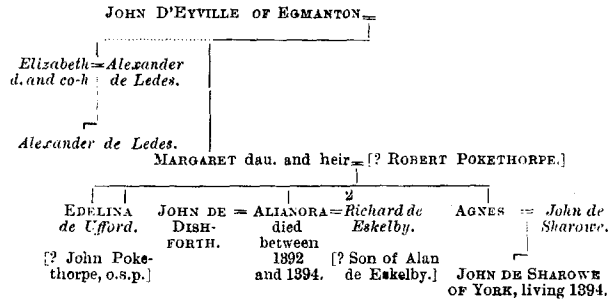 JOHN D'EYVILLE OF EGMANTON=
Elizabeth=Alexander
d. and co-h de Ledes.
Alexander de Ledes.
MARGARET dau. and heir=[? ROBERT POKETHORPE.]
2
EDELINA JOHN DE = ALIANORA=Richard de AGNES = John de
de Ufford. DISH- died Eskelby. Sharowe.
FORTH. between
[? John Poke- 1392 [? Son of Alan
thorpe, o.s.p.] and 1394. de Eskelby.] JOHN DE SHAROWE
OF YORK, living 1394.